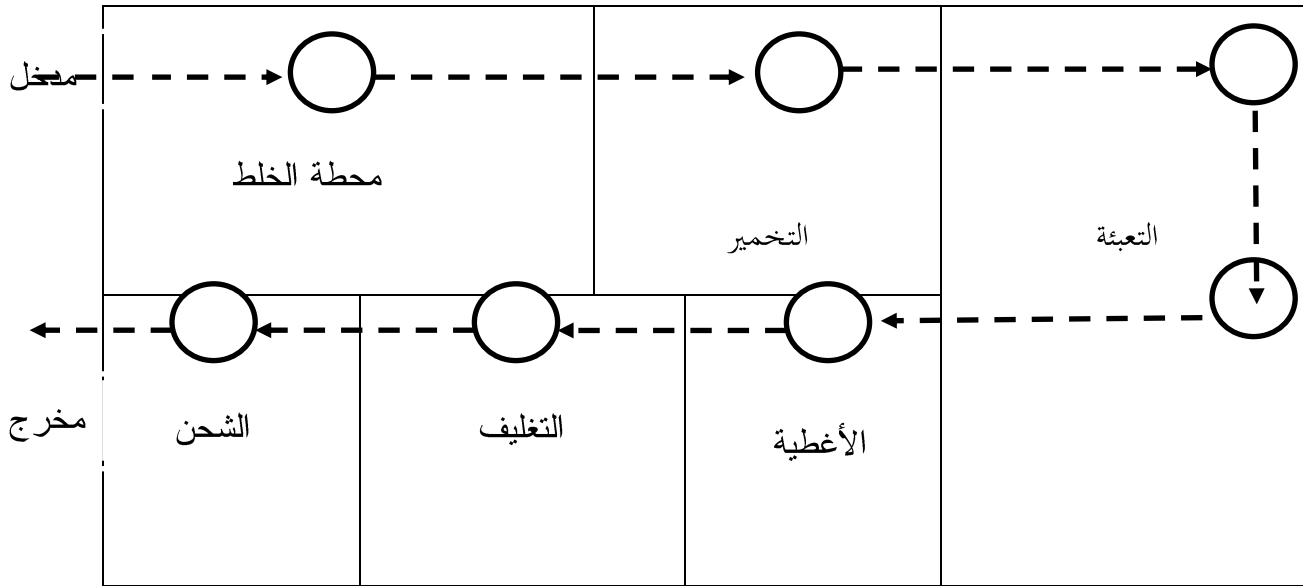 مدخل
محطة الخلط
التخمير
التعبئة
الأغطية
التغليف
الشحن
مخرج